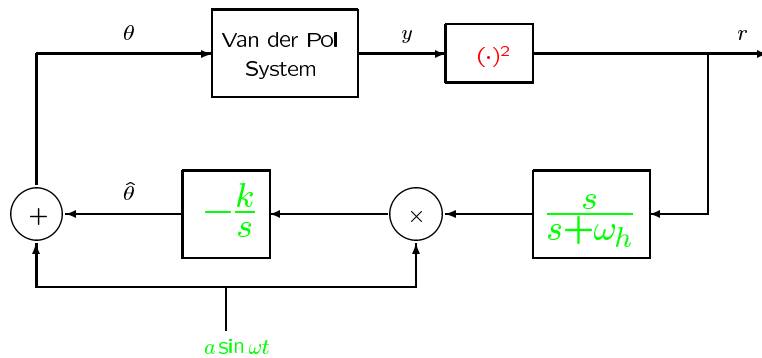 θ
Van der Pol
System
y
(·)²
r
+
θ̂
−k/s
×
s/(s+ω_h)
a sin ωt